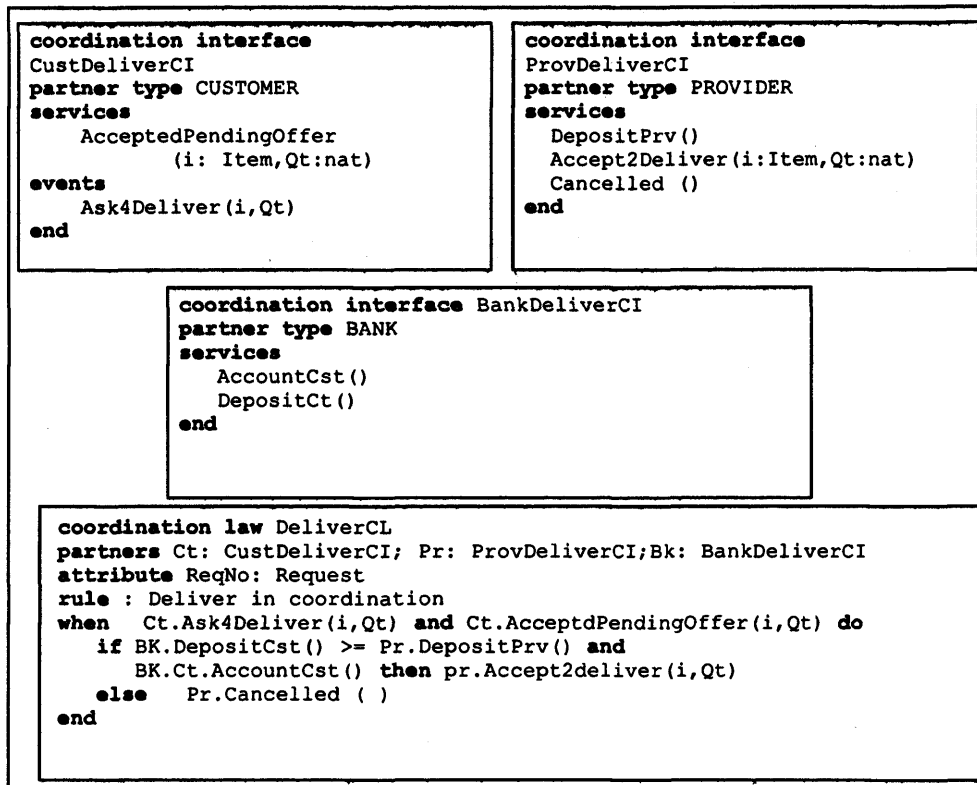 coordination interface
CustDeliverCI
partner type CUSTOMER
services
AcceptedPendingOffer
(i: Item,Qt:nat)
events
Ask4Deliver(i,Qt)
end
coordination interface
ProvDeliverCI
partner type PROVIDER
services
DepositPrv()
Accept2Deliver(i:Item,Qt:nat)
Cancelled ()
end
coordination interface BankDeliverCI
partner type BANK
services
AccountCst()
DepositCt()
end
coordination law DeliverCL
partners Ct: CustDeliverCI; Pr: ProvDeliverCI;Bk: BankDeliverCI
attribute ReqNo: Request
rule : Deliver in coordination
when Ct.Ask4Deliver(i,Qt) and Ct.AcceptdPendingOffer(i,Qt) do
if BK.DepositCst() >= Pr.DepositPrv() and
BK.Ct.AccountCst() then pr.Accept2deliver(i,Qt)
else Pr.Cancelled ( )
end